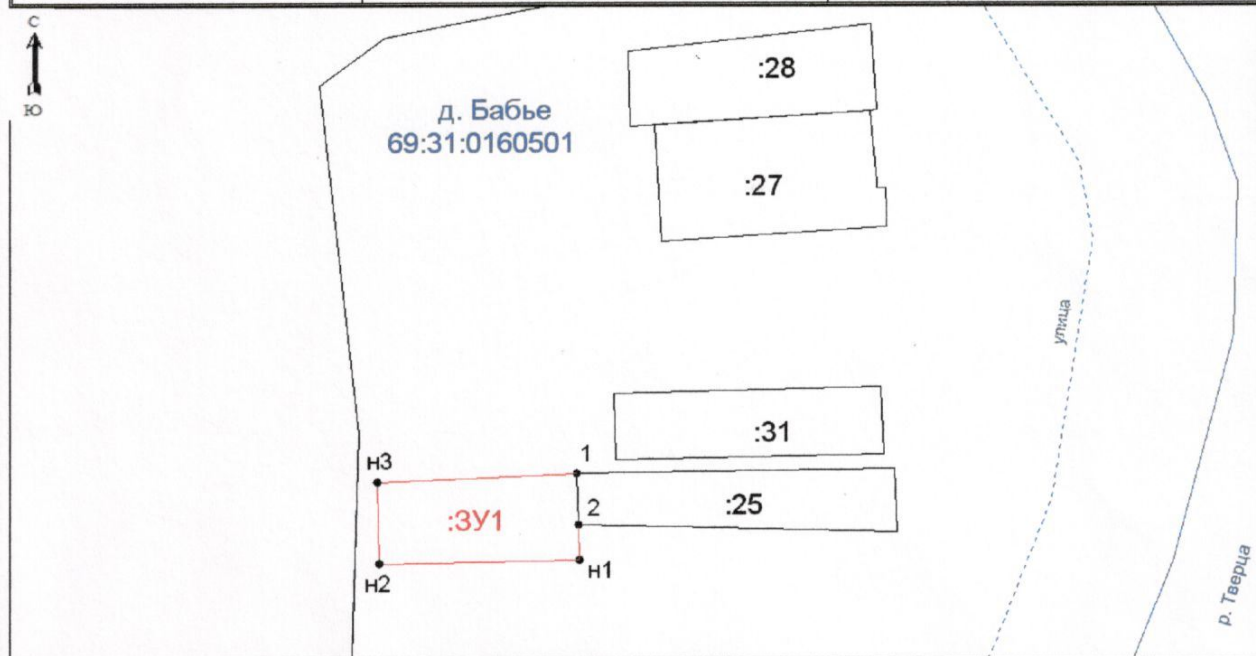 С
Ю
:28
д. Бабье
69:31:0160501
:27
улица
:31
1
н3
:ЗУ1
2
:25
н1
н2
р. Тверца